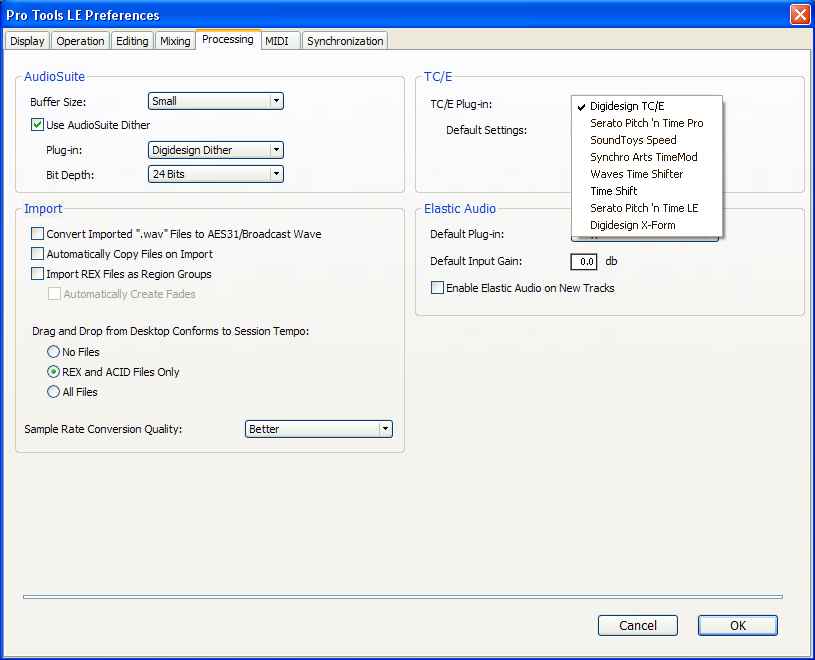 Pro Tools LE Preferences
Display Operation Editing Mixing Processing MIDI Synchronization
AudioSuite
Buffer Size: Small
Use AudioSuite Dither
Plug-in: Digidesign Dither
Bit Depth: 24 Bits
Import
Convert Imported ".wav" Files to AES31/Broadcast Wave
Automatically Copy Files on Import
Import REX Files as Region Groups
Automatically Create Fades
Drag and Drop from Desktop Conforms to Session Tempo:
No Files
REX and ACID Files Only
All Files
Sample Rate Conversion Quality: Better
TC/E
TC/E Plug-in:
Default Settings:
Digidesign TC/E
Serato Pitch 'n Time Pro
SoundToys Speed
Synchro Arts TimeMod
Waves Time Shifter
Time Shift
Serato Pitch 'n Time LE
Digidesign X-Form
Elastic Audio
Default Plug-in:
Default Input Gain: 0.0 db
Enable Elastic Audio on New Tracks
Cancel OK